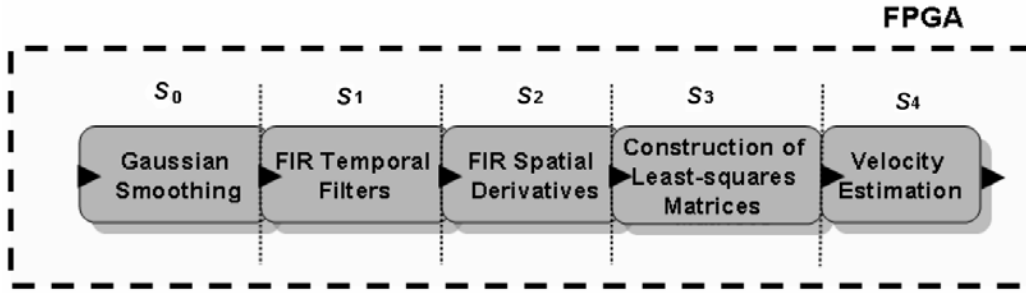 FPGA
S0
S1
S2
S3
S4
Gaussian
Smoothing
FIR Temporal
Filters
FIR Spatial
Derivatives
Construction of
Least-squares
Matrices
Velocity
Estimation